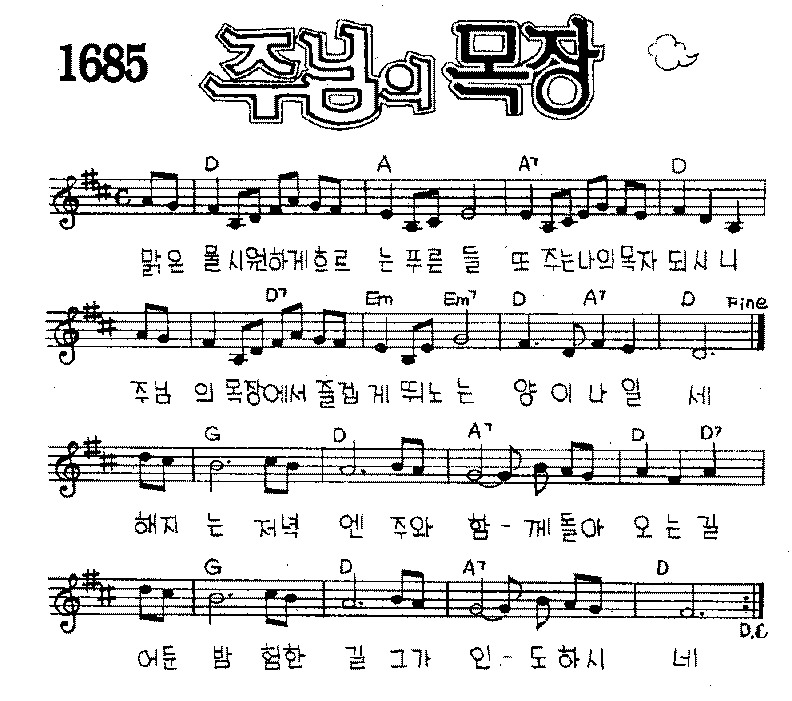 1685 주님의 목장
D A A7 D
맑은 물 시원하게 흐르 는 푸른 들 또 주는 나의 목자 되시니
D7 Em Em7 D A7 D Fine
주님 의 목장에서 즐겁 게 뛰노 는 양 이 나 일 세
G D A7 D D7
해지 는 저녁 엔 주와 함 - 께 돌아 오 는 길
G D A7 D
D.C
어둔 밤 험한 길 그가 인 - 도 하시 네